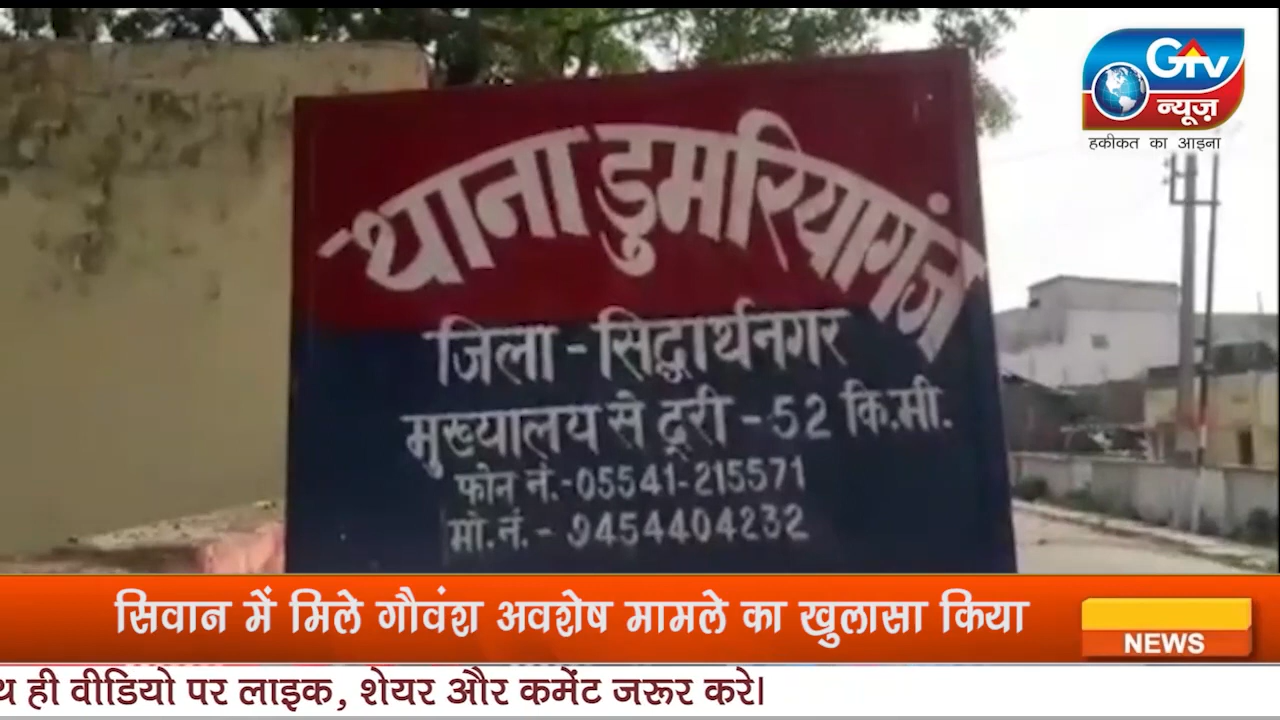 Gtv
न्यूज़
हकीकत का आइना
थाना डुमरियागंज
जिला - सिद्धार्थनगर
मुख्यालय से दूरी - 52 कि.मी.
फोन नं.-05541-215571
मो.नं.- 9454404232
सिवान में मिले गौवंश अवशेष मामले का खुलासा किया
NEWS
थ ही वीडियो पर लाइक, शेयर और कमेंट जरूर करे।